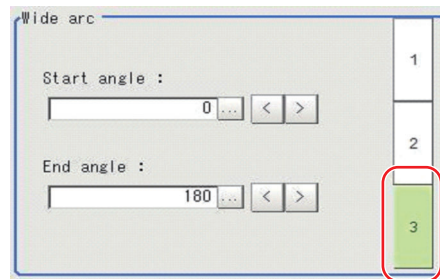 Wide arc
1
Start angle :
0 ... < >
2
End angle :
180 ... < >
3